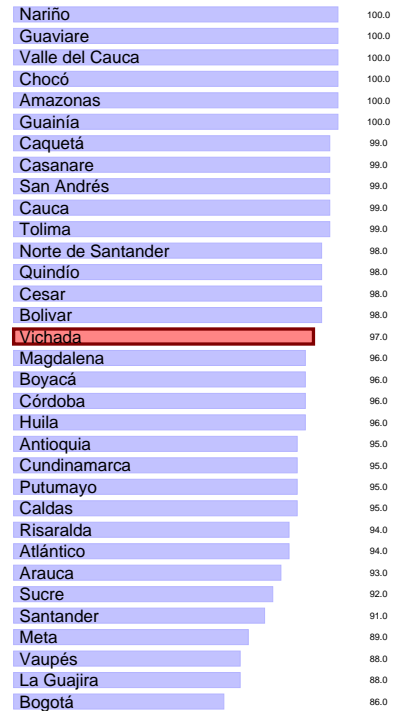 Nariño 100.0
Guaviare 100.0
Valle del Cauca 100.0
Chocó 100.0
Amazonas 100.0
Guainía 100.0
Caquetá 99.0
Casanare 99.0
San Andrés 99.0
Cauca 99.0
Tolima 99.0
Norte de Santander 98.0
Quindío 98.0
Cesar 98.0
Bolivar 98.0
Vichada 97.0
Magdalena 96.0
Boyacá 96.0
Córdoba 96.0
Huila 96.0
Antioquia 95.0
Cundinamarca 95.0
Putumayo 95.0
Caldas 95.0
Risaralda 94.0
Atlántico 94.0
Arauca 93.0
Sucre 92.0
Santander 91.0
Meta 89.0
Vaupés 88.0
La Guajira 88.0
Bogotá 86.0